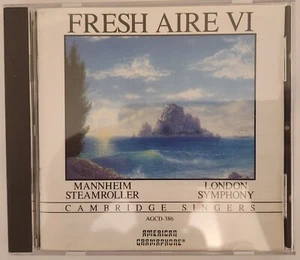 FRESH AIRE VI
MANNHEIM STEAMROLLER
LONDON SYMPHONY
CAMBRIDGE SINGERS
AGCD-386
AMERICAN
GRAMAPHONE